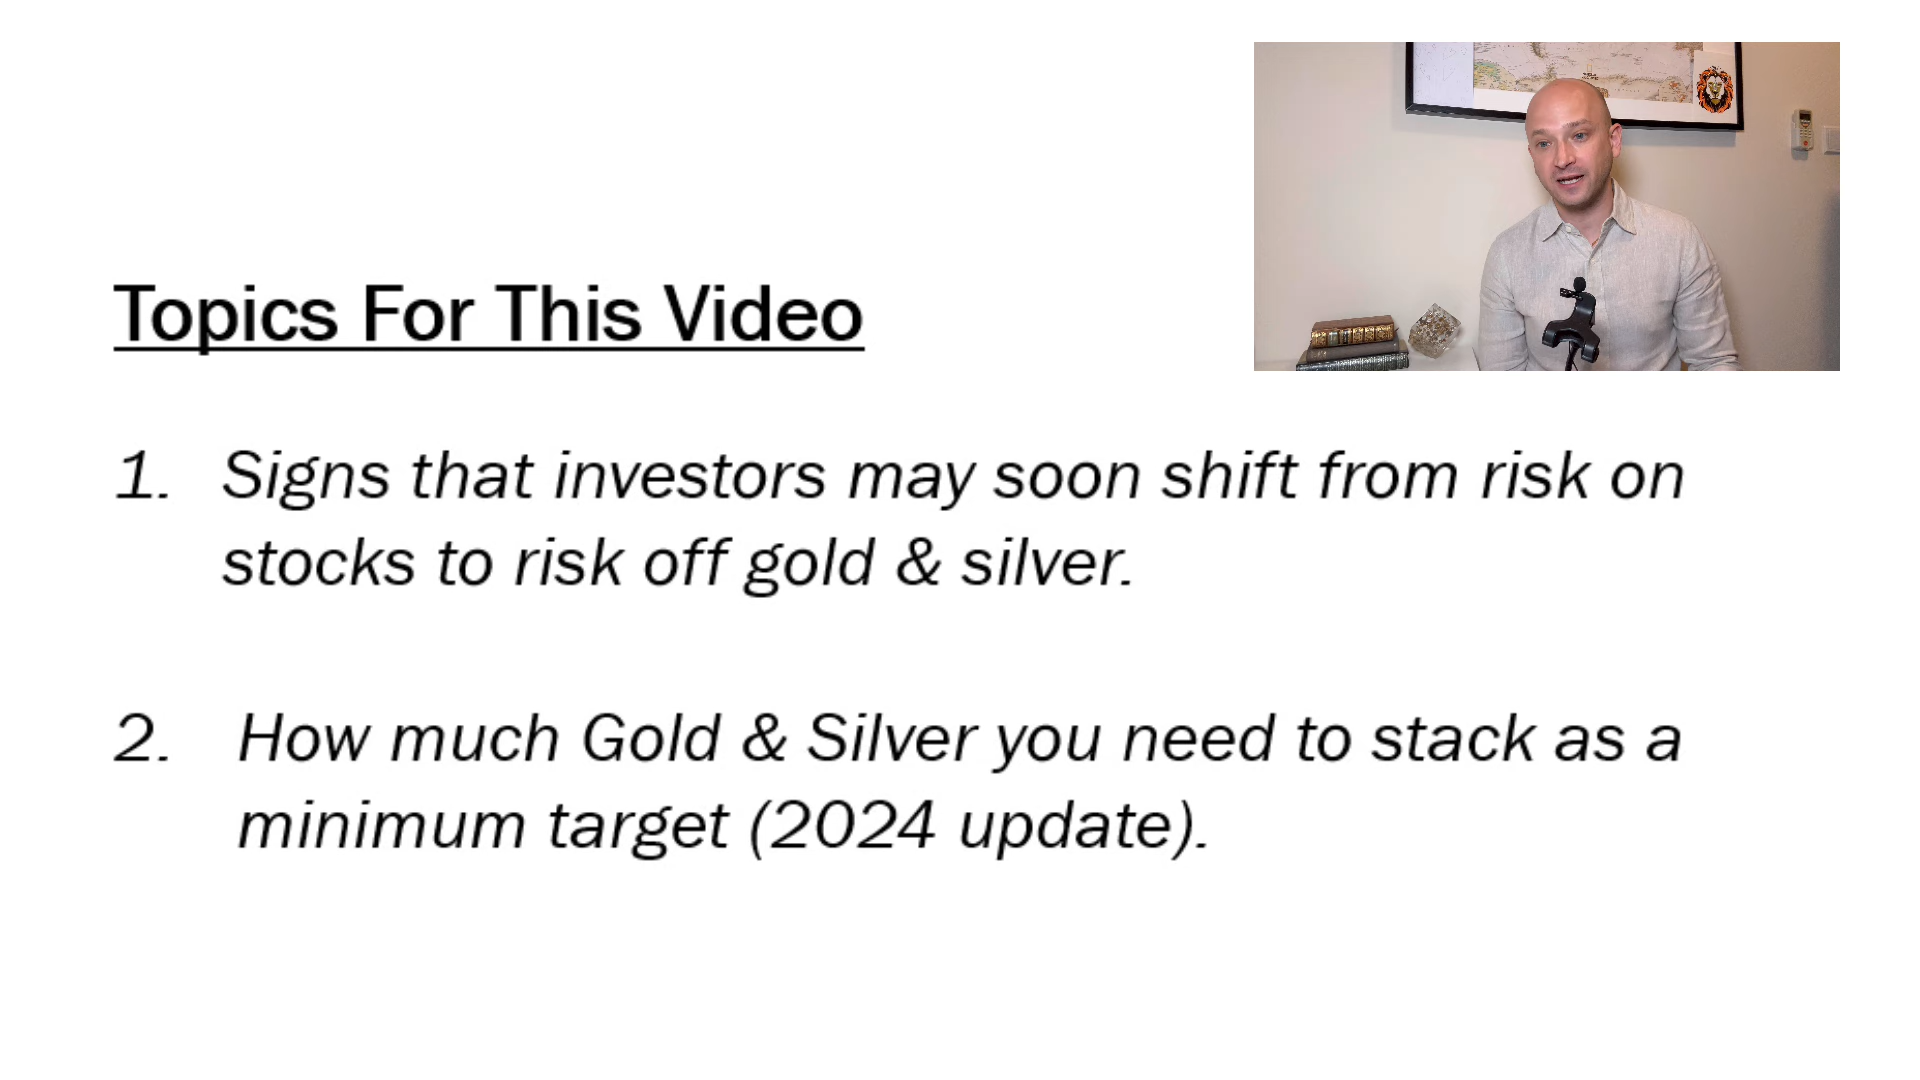 Topics For This Video
1. Signs that investors may soon shift from risk on
stocks to risk off gold & silver.
2. How much Gold & Silver you need to stack as a
minimum target (2024 update).